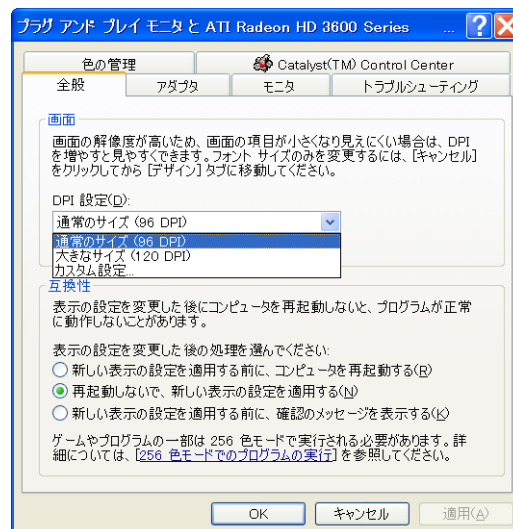 プラグ アンド プレイ モニタ と ATI Radeon HD 3600 Series ...
色の管理
Catalyst(TM) Control Center
全般
アダプタ
モニタ
トラブルシューティング
画面
画面の解像度が高いため、画面の項目が小さくなり見えにくい場合は、DPI
を増やすと見やすくできます。フォント サイズのみを変更するには、[キャンセル]
をクリックしてから [デザイン] タブに移動してください。
DPI 設定(D):
通常のサイズ (96 DPI)
通常のサイズ (96 DPI)
大きなサイズ (120 DPI)
カスタム設定...
互換性
表示の設定を変更した後にコンピュータを再起動しないと、プログラムが正常
に動作しないことがあります。
表示の設定を変更した後の処理を選んでください:
新しい表示の設定を適用する前に、コンピュータを再起動する(R)
再起動しないで、新しい表示の設定を適用する(N)
新しい表示の設定を適用する前に、確認のメッセージを表示する(K)
ゲームやプログラムの一部は 256 色モードで実行される必要があります。詳
細については、[256 色モードでのプログラムの実行] を参照してください。
OK
キャンセル
適用(A)